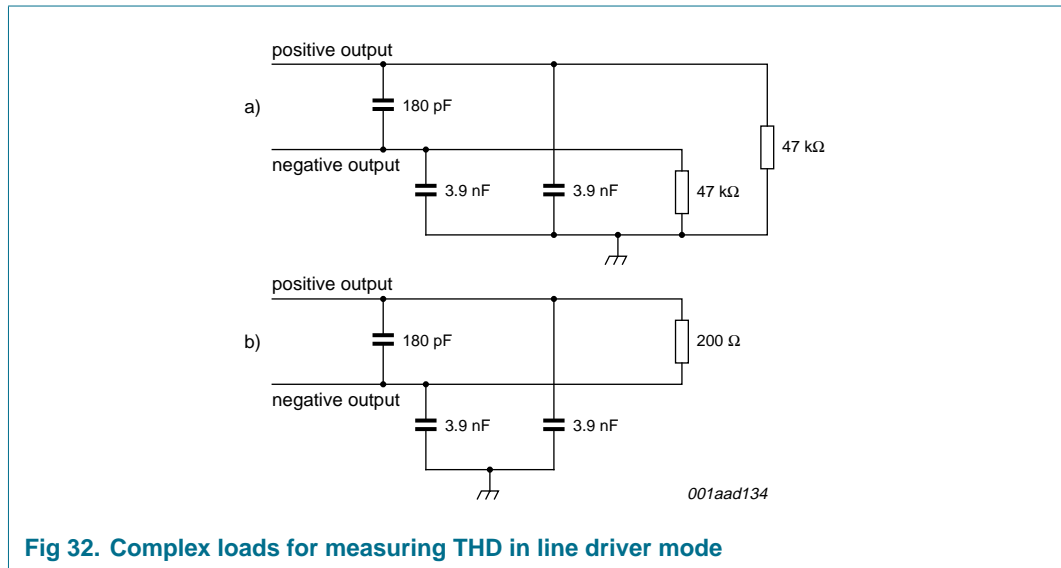 positive output
a)
180 pF
47 kΩ
negative output
3.9 nF
3.9 nF
47 kΩ
positive output
b)
180 pF
200 Ω
negative output
3.9 nF
3.9 nF
001aad134
Fig 32. Complex loads for measuring THD in line driver mode